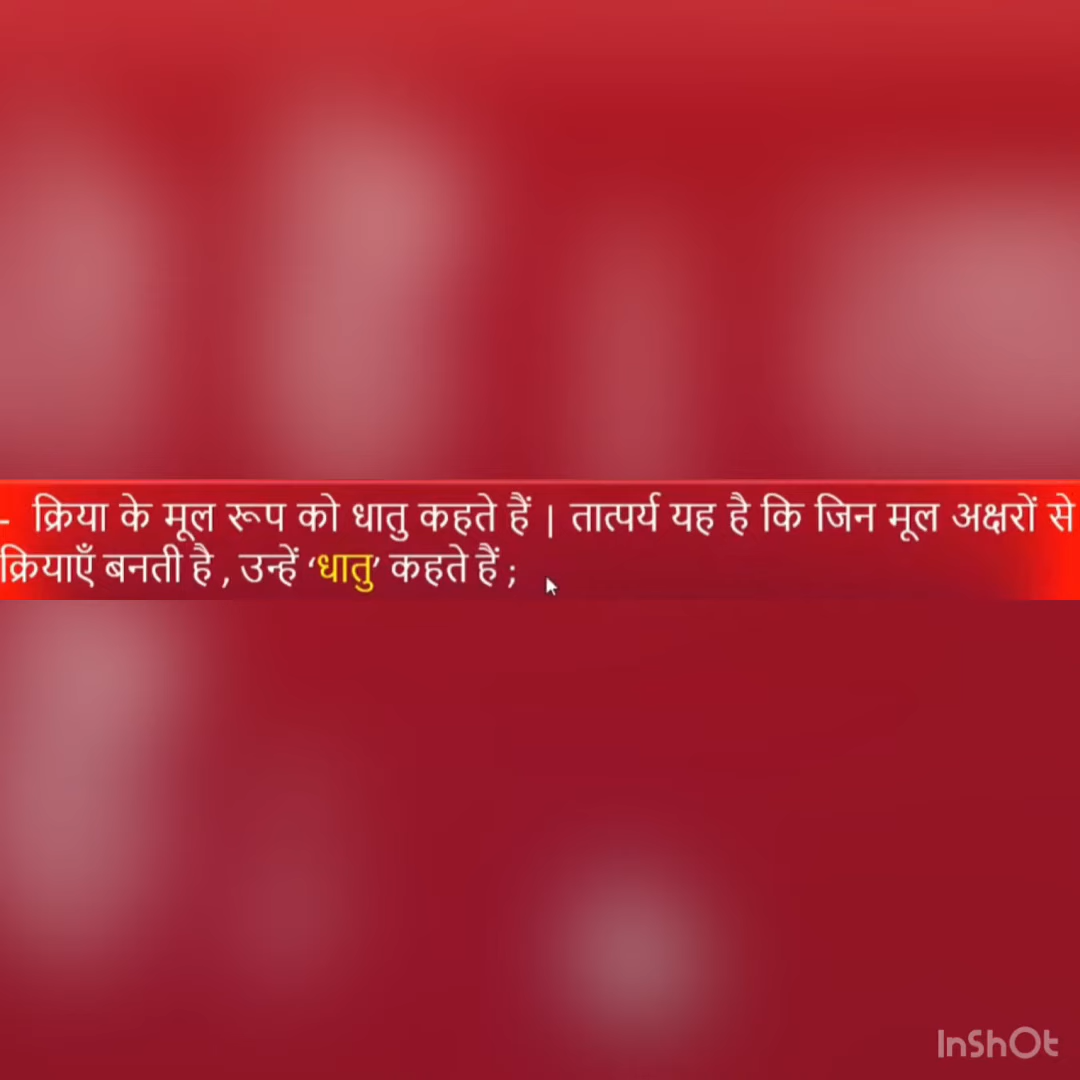 - क्रिया के मूल रूप को धातु कहते हैं | तात्पर्य यह है कि जिन मूल अक्षरों से
क्रियाएँ बनती है , उन्हें ‘धातु’ कहते हैं ;
InShOt